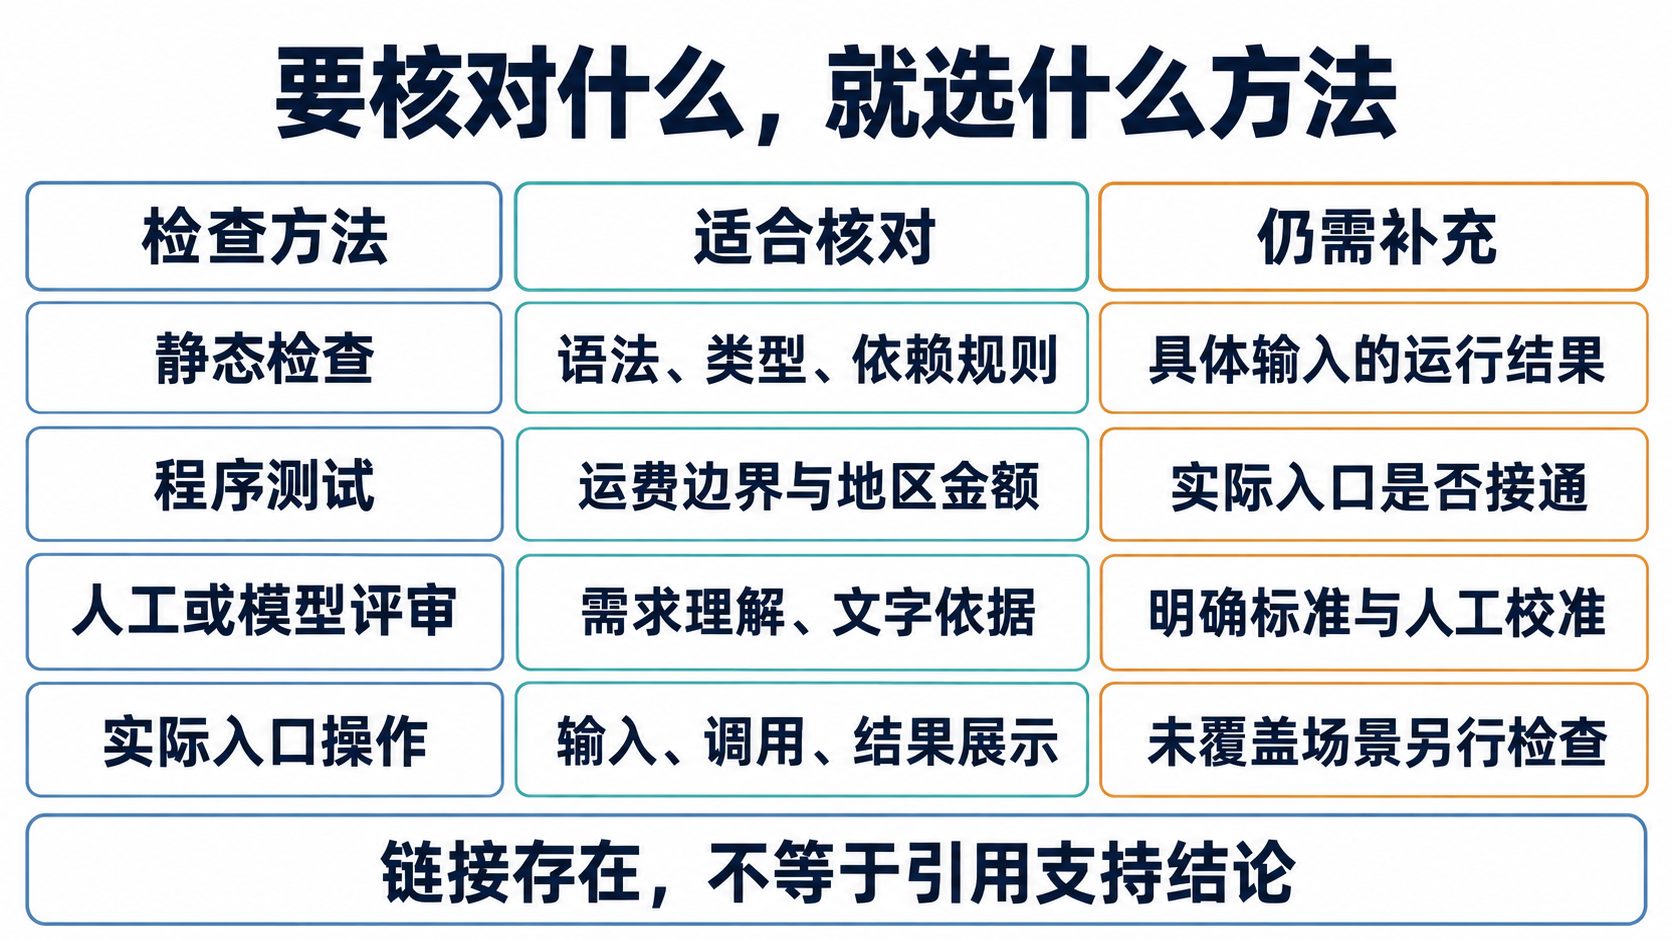 要核对什么，就选什么方法
检查方法
适合核对
仍需补充
静态检查
语法、类型、依赖规则
具体输入的运行结果
程序测试
运费边界与地区金额
实际入口是否接通
人工或模型评审
需求理解、文字依据
明确标准与人工校准
实际入口操作
输入、调用、结果展示
未覆盖场景另行检查
链接存在，不等于引用支持结论